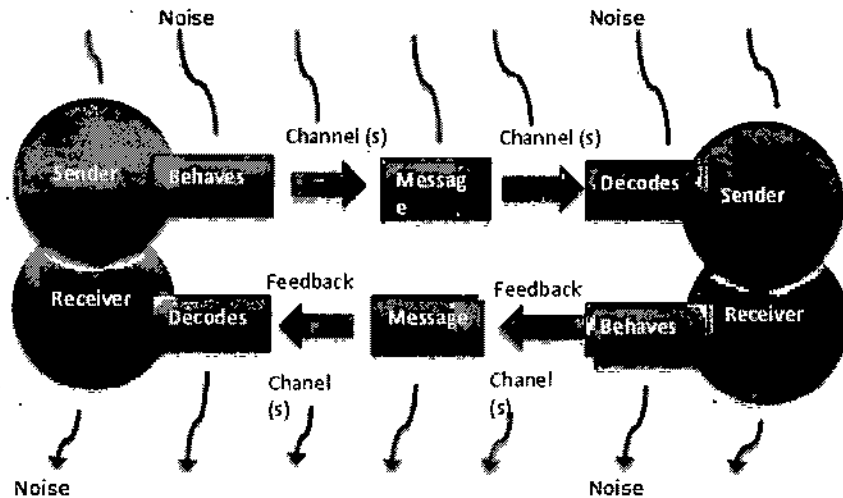 Noise
Noise
Channel (s)
Channel (s)
Sender
Behaves
Messag
e
Decodes
Sender
Feedback
Feedback
Receiver
Decodes
Message
Behaves
Receiver
Chanel
(s)
Chanel
(s)
Noise
Noise